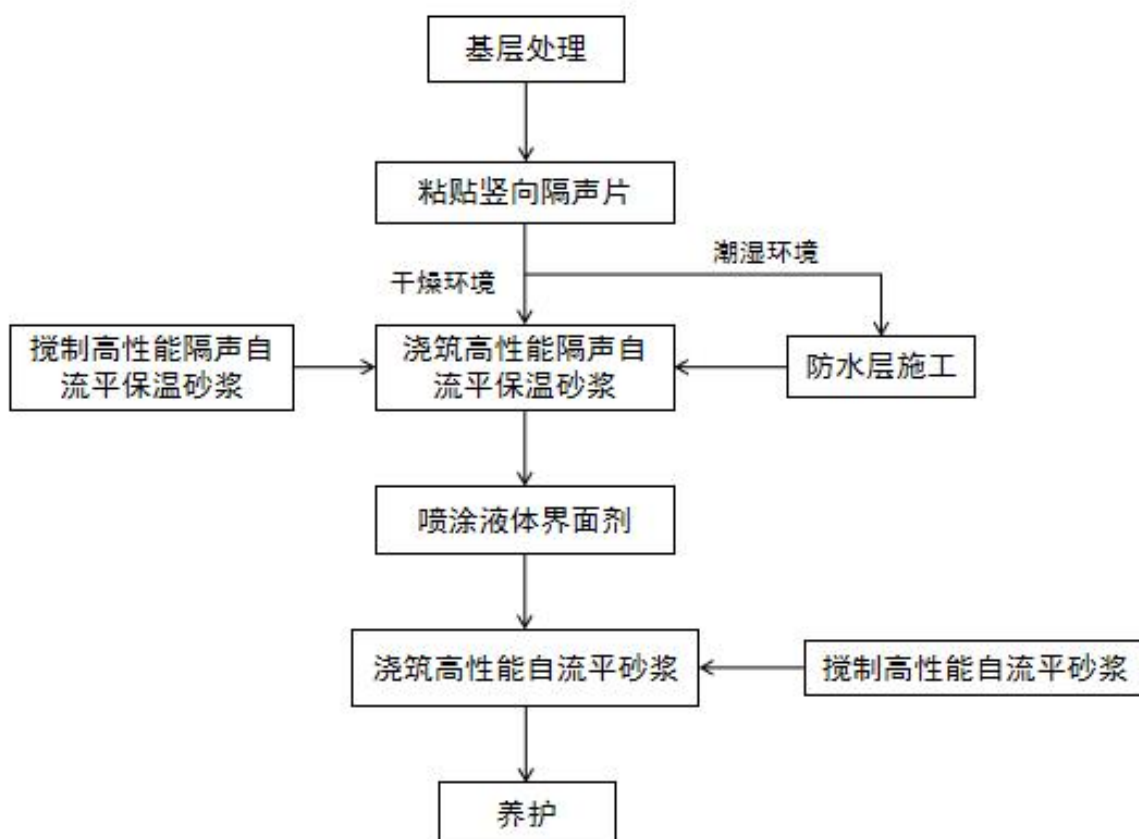 基层处理
粘贴竖向隔声片
潮湿环境
干燥环境
搅制高性能隔声自
流平保温砂浆
浇筑高性能隔声自
流平保温砂浆
防水层施工
喷涂液体界面剂
浇筑高性能自流平砂浆
搅制高性能自流平砂浆
养护